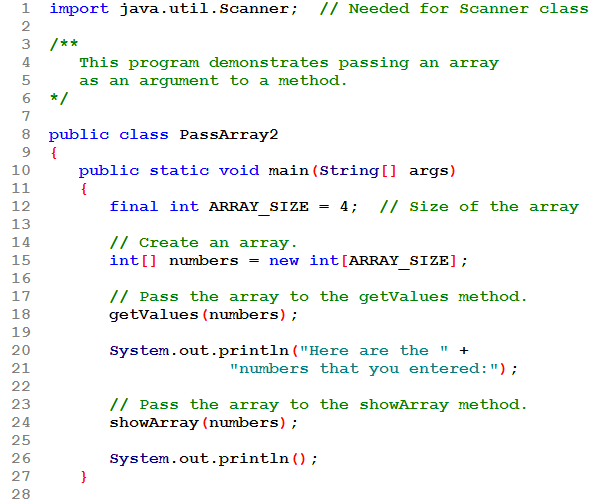 1 import java.util.Scanner;  // Needed for Scanner class
2
3 /**
4    This program demonstrates passing an array
5    as an argument to a method.
6 */
7
8 public class PassArray2
9 {
10    public static void main(String[] args)
11    {
12       final int ARRAY_SIZE = 4;  // Size of the array
13
14       // Create an array.
15       int[] numbers = new int[ARRAY_SIZE];
16
17       // Pass the array to the getValues method.
18       getValues(numbers);
19
20       System.out.println("Here are the " +
21                   "numbers that you entered:");
22
23       // Pass the array to the showArray method.
24       showArray(numbers);
25
26       System.out.println();
27    }
28